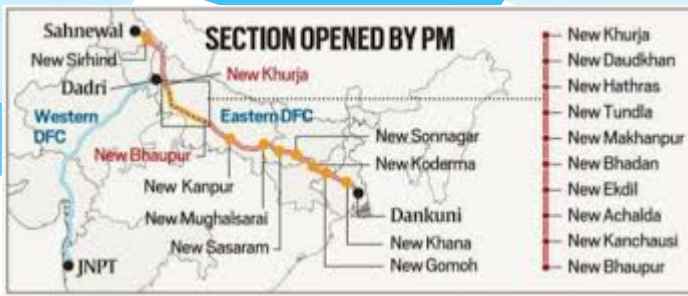 SECTION OPENED BY PM
Sahnewal
New Sirhind
Dadri
New Khurja
Western
DFC
Eastern DFC
New Bhaupur
New Kanpur
New Mughalsarai
New Sasaram
New Sonnagar
New Koderma
Dankuni
New Khana
New Gomoh
JNPT
New Khurja
New Daudkhan
New Hathras
New Tundla
New Makhanpur
New Bhadan
New Ekdil
New Achalda
New Kanchausi
New Bhaupur